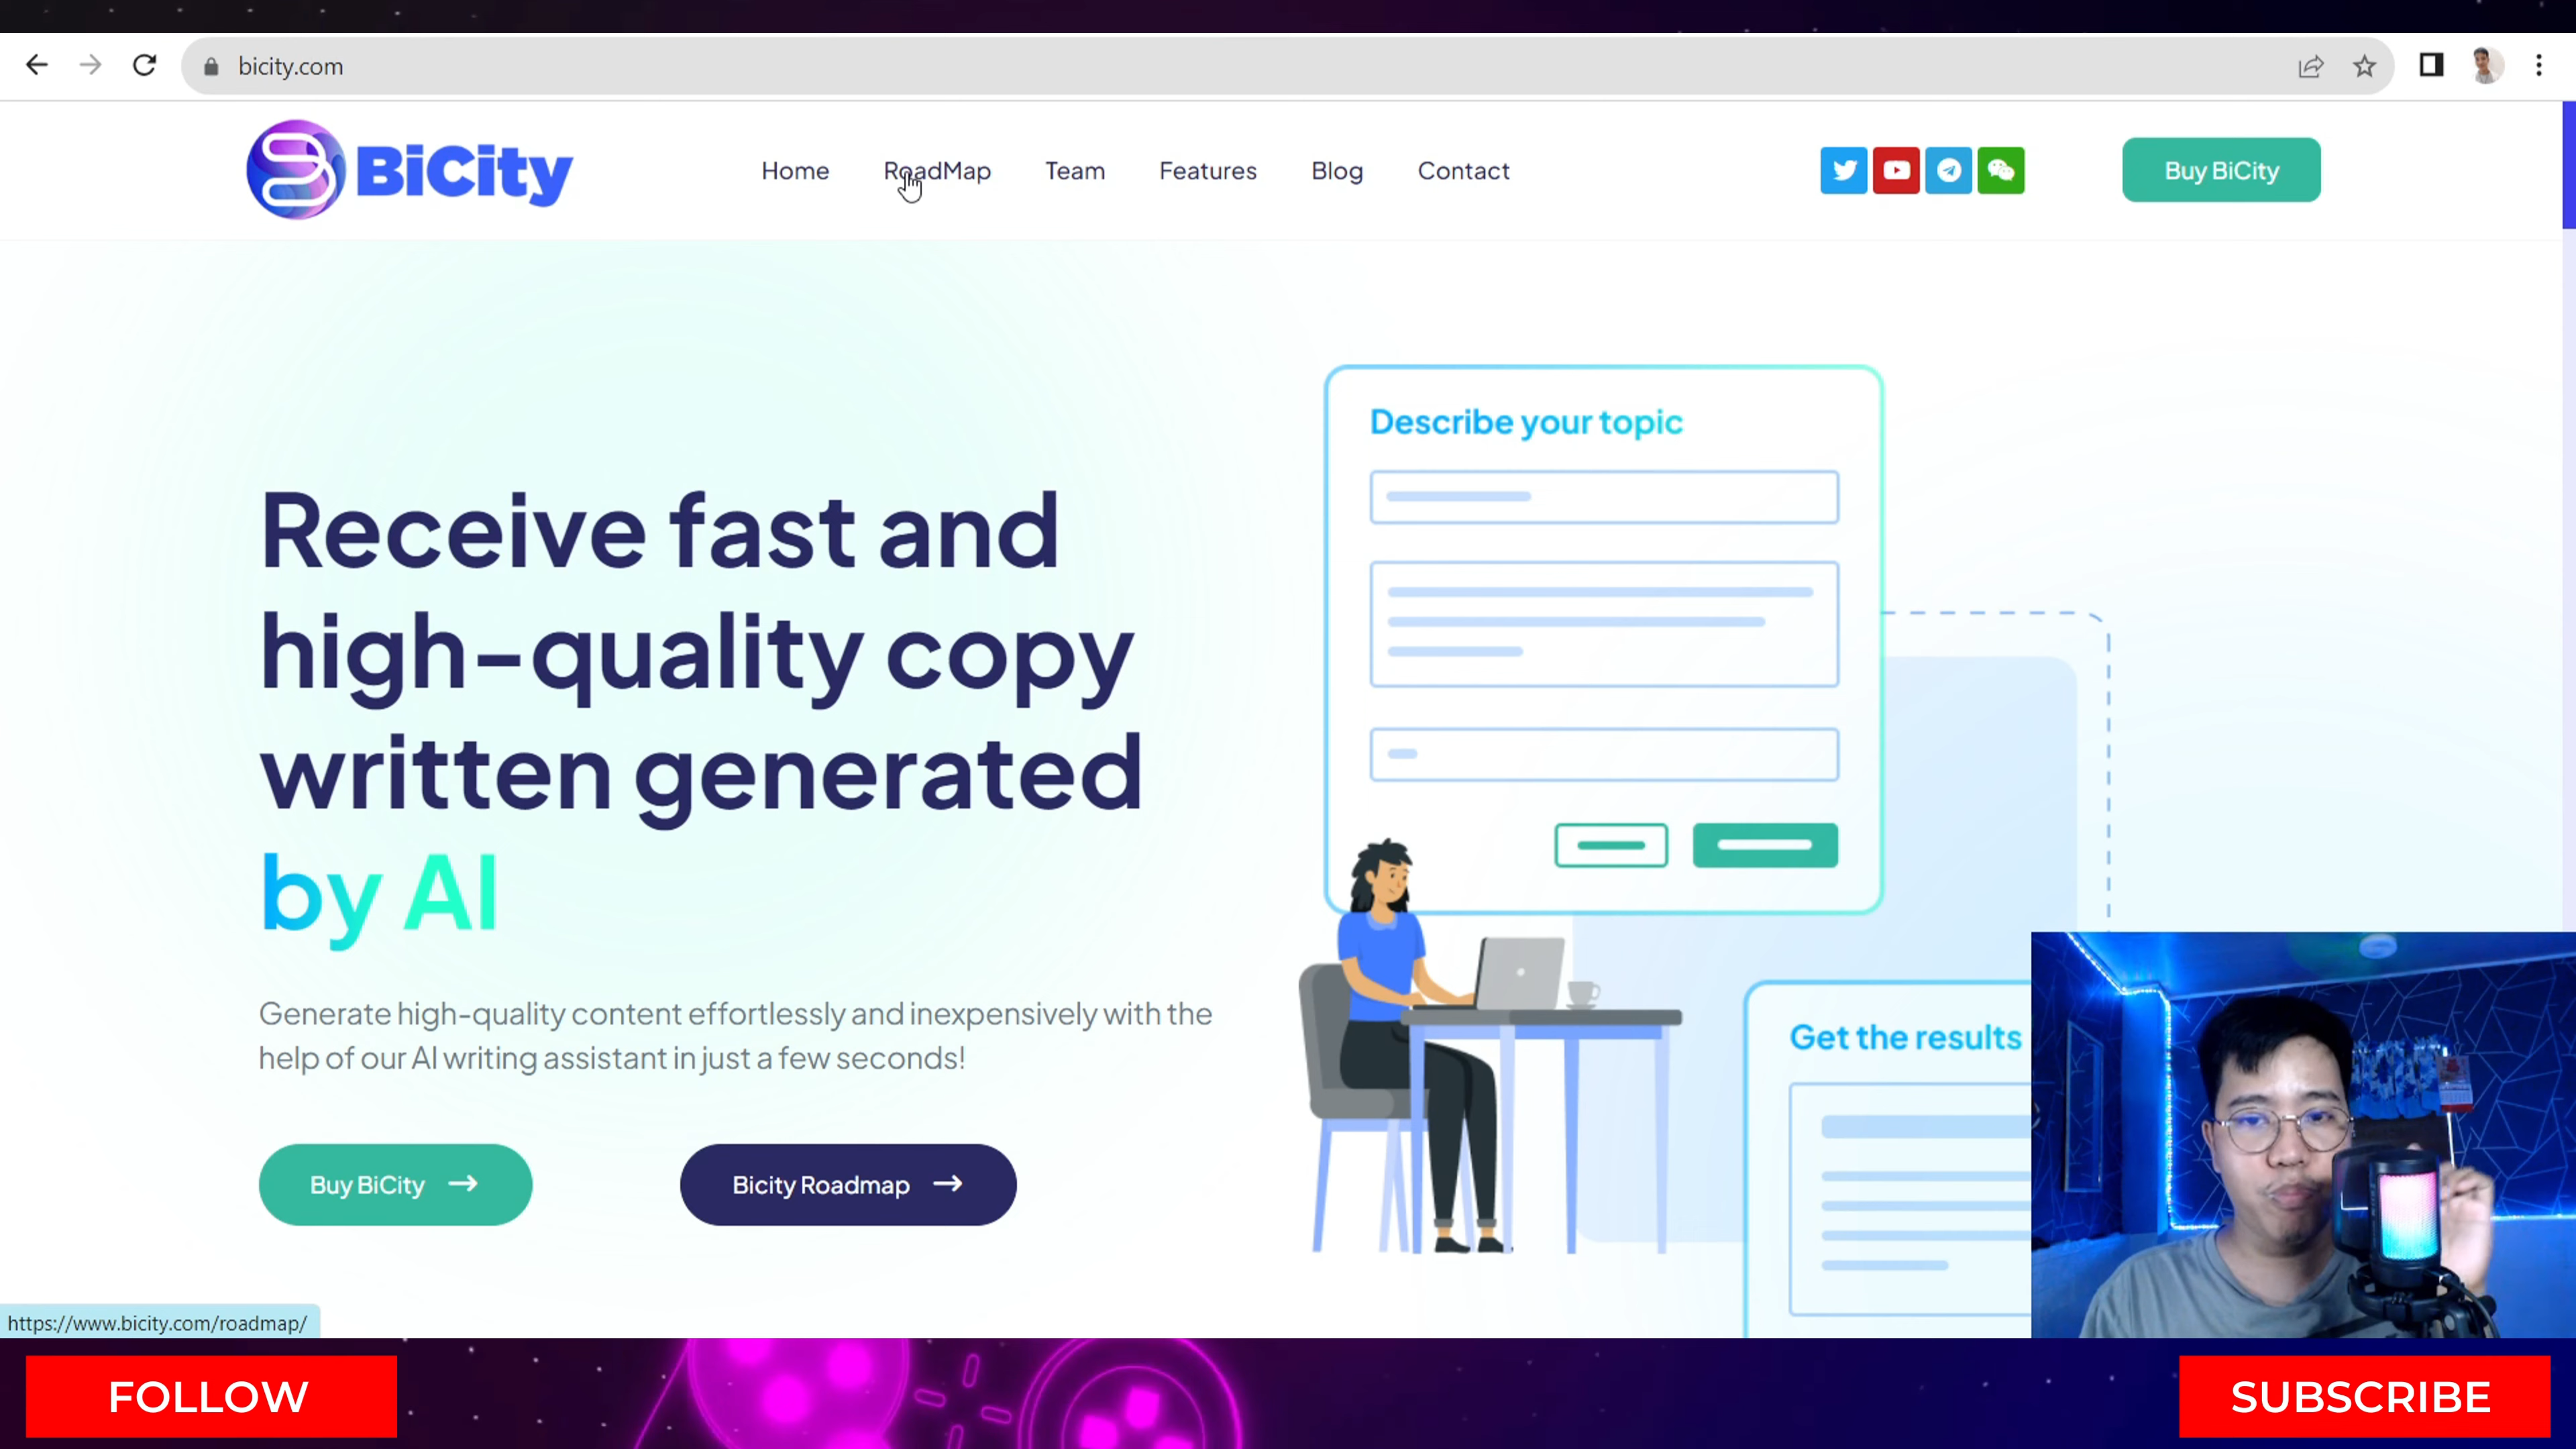 bicity.com
BiCity
Home
RoadMap
Team
Features
Blog
Contact
Buy BiCity
Describe your topic
Receive fast and
high-quality copy
written generated
by AI
Generate high-quality content effortlessly and inexpensively with the
help of our AI writing assistant in just a few seconds!
Get the results
Buy BiCity
Bicity Roadmap
https://www.bicity.com/roadmap/
FOLLOW
SUBSCRIBE